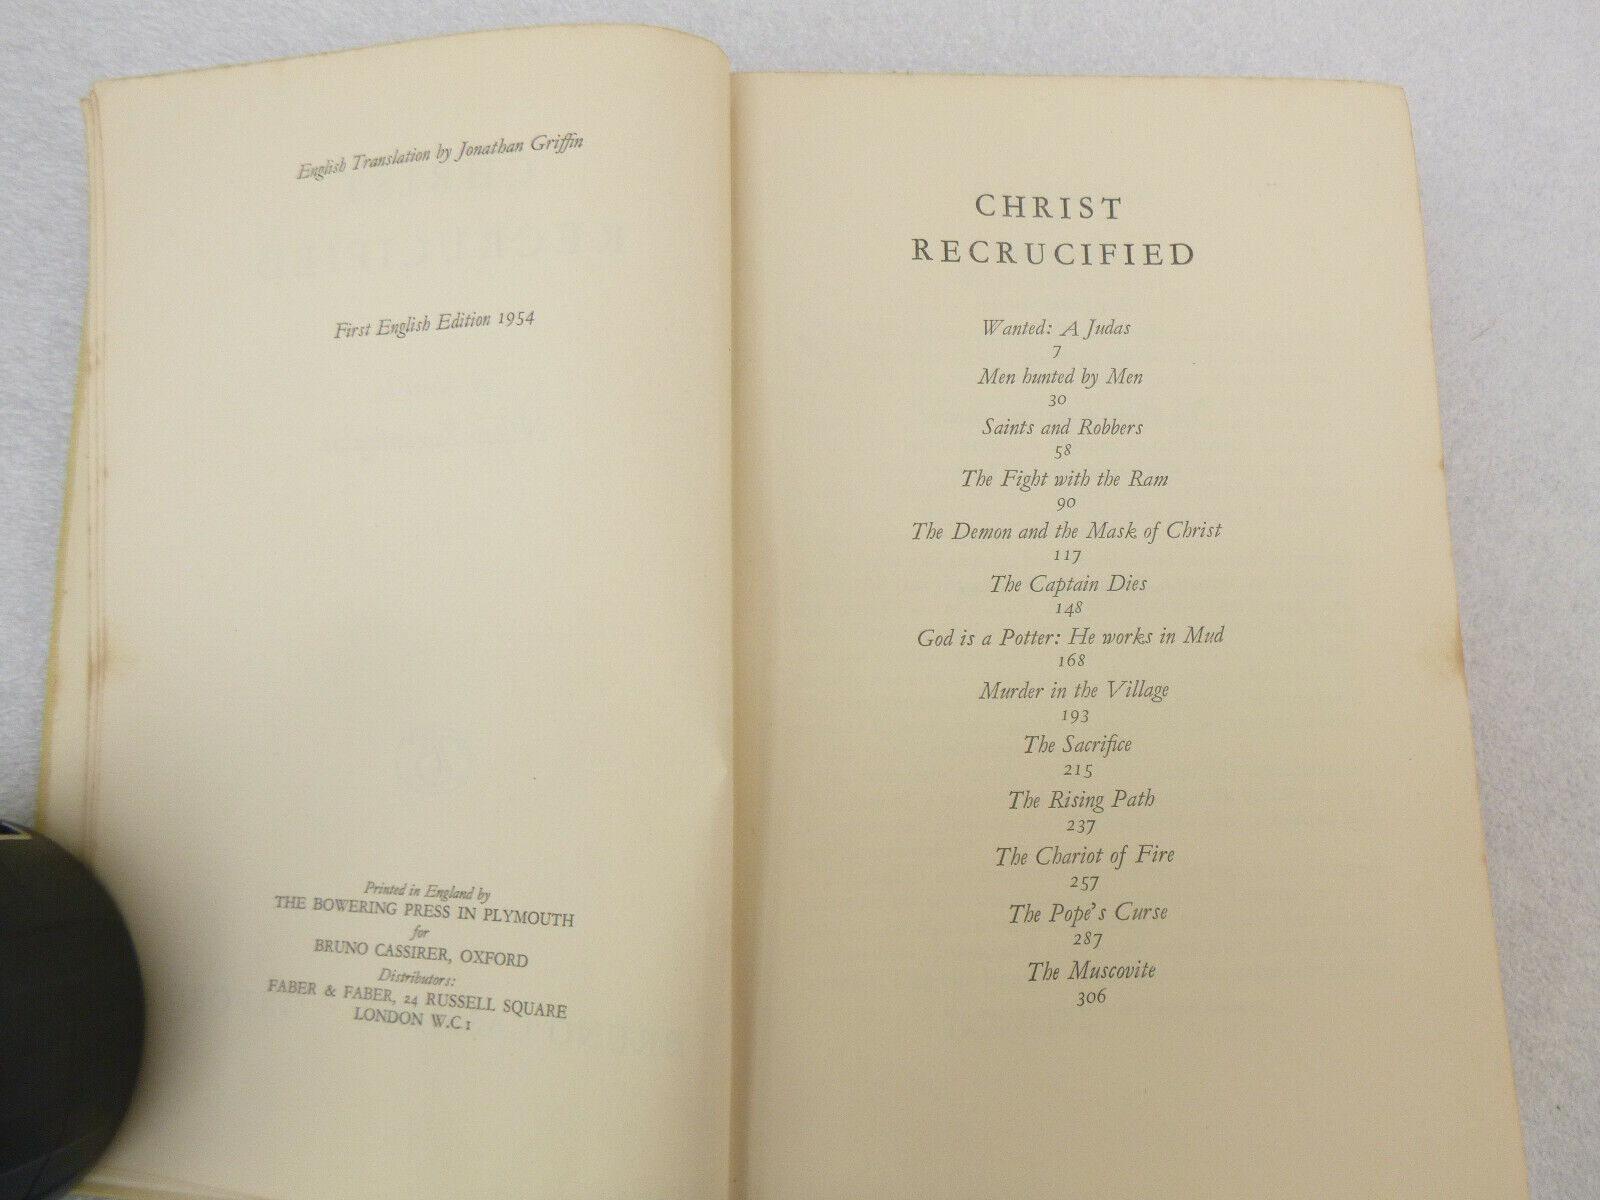 English Translation by Jonathan Griffin
First English Edition 1954
Printed in England by
THE BOWERING PRESS IN PLYMOUTH
for
BRUNO CASSIRER, OXFORD
Distributors:
FABER & FABER, 24 RUSSELL SQUARE
LONDON W.C.1
CHRIST
RECRUCIFIED
Wanted: A Judas
7
Men hunted by Men
30
Saints and Robbers
58
The Fight with the Ram
90
The Demon and the Mask of Christ
117
The Captain Dies
148
God is a Potter: He works in Mud
168
Murder in the Village
193
The Sacrifice
215
The Rising Path
237
The Chariot of Fire
257
The Pope's Curse
287
The Muscovite
306